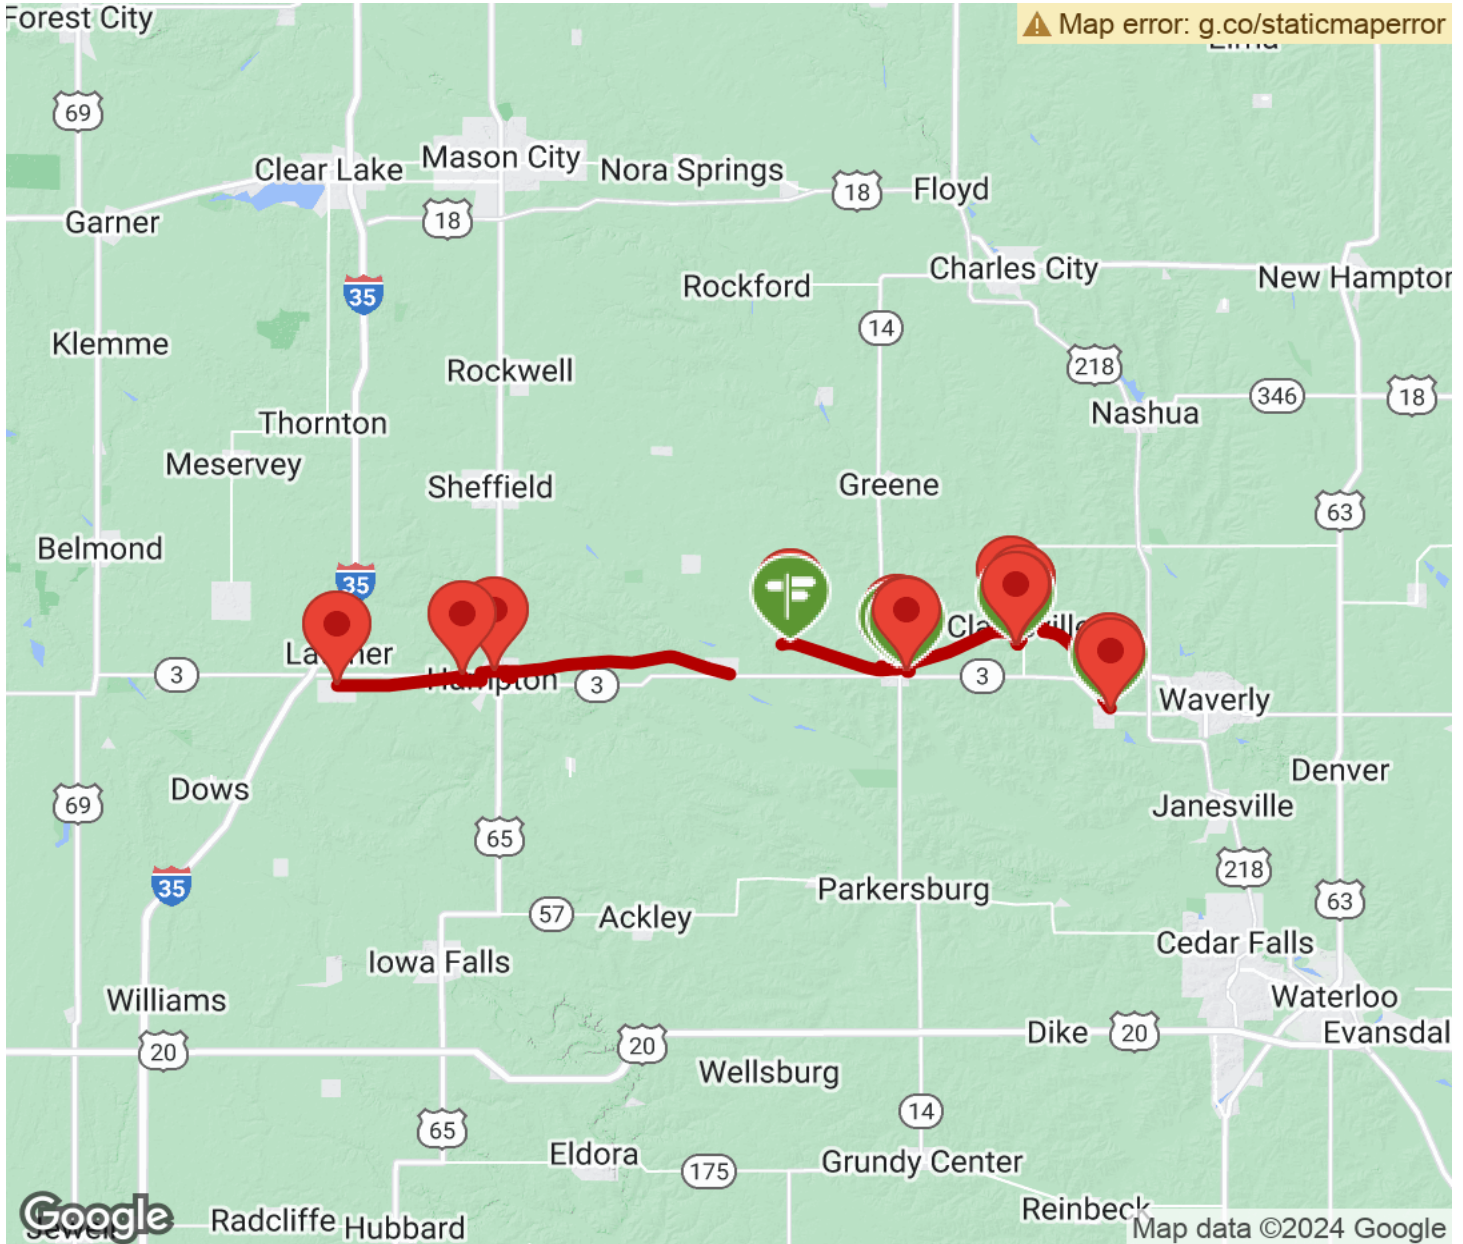 Forest City
Map error: g.co/staticmaperror
69
Clear Lake
Mason City
Nora Springs
18
Floyd
Garner
18
Charles City
New Hampton
Rockford
35
14
Klemme
Rockwell
218
346
18
Thornton
Nashua
Meservey
Sheffield
Greene
63
Belmond
35
3
Hampton
3
3
Waverly
Dows
Denver
69
Janesville
65
218
35
Parkersburg
63
57
Ackley
Cedar Falls
Iowa Falls
Williams
Waterloo
20
20
Dike
20
Evansdal
Wellsburg
65
14
Eldora
175
Grundy Center
Reinbeck
Google
Radcliffe
Hubbard
Map data ©2024 Google